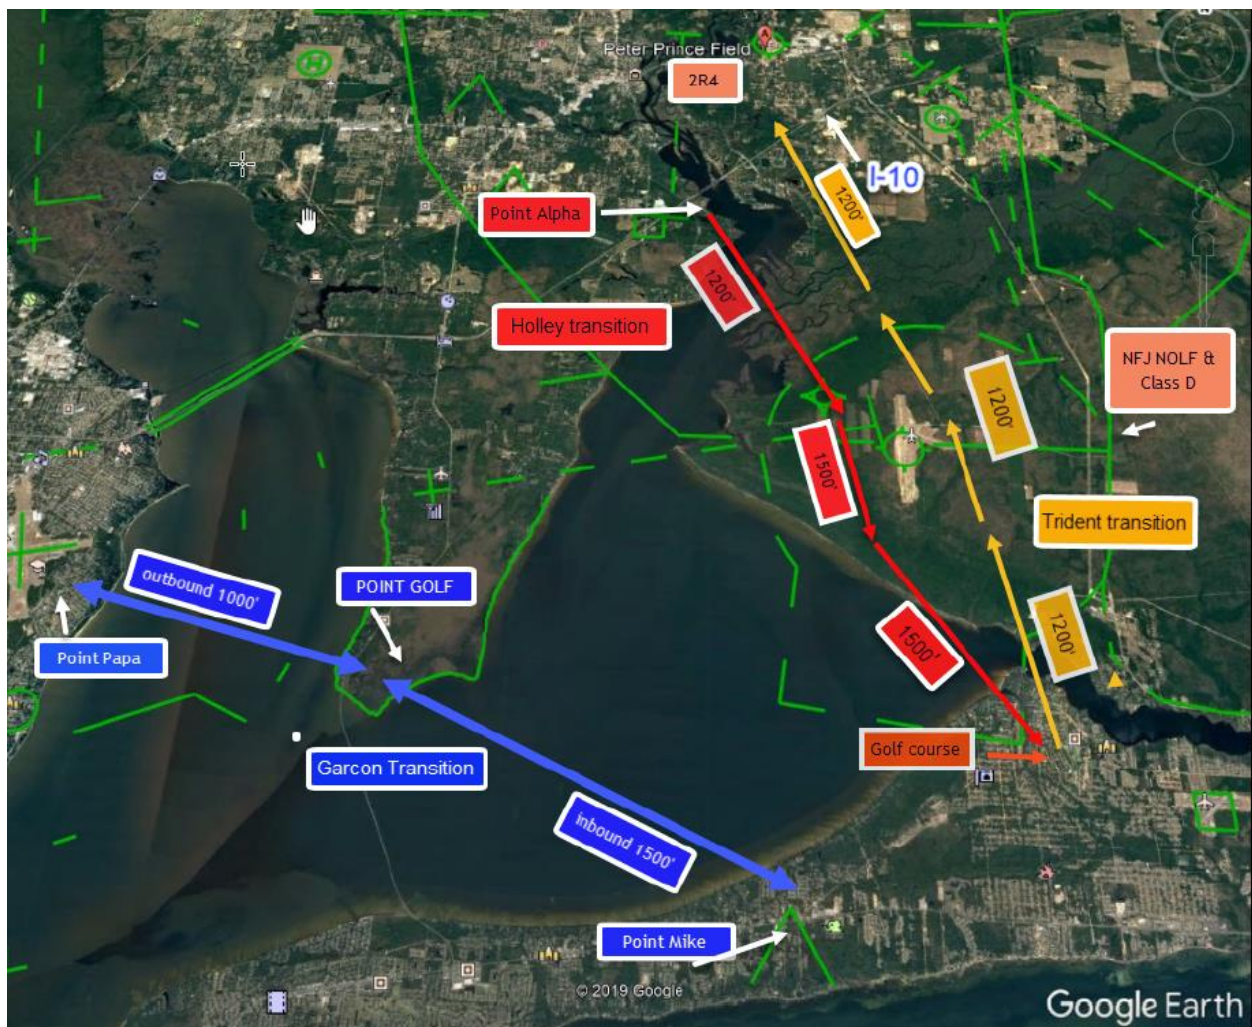 Peter Prince Field
2R4
I-10
1200'
Point Alpha
1200'
Holley transition
NFJ NOLF &
Class D
1200'
1500'
Trident transition
outbound 1000'
POINT GOLF
1200'
1500'
Point Papa
Golf course
Garcon Transition
inbound 1500'
Point Mike
© 2019 Google
Google Earth